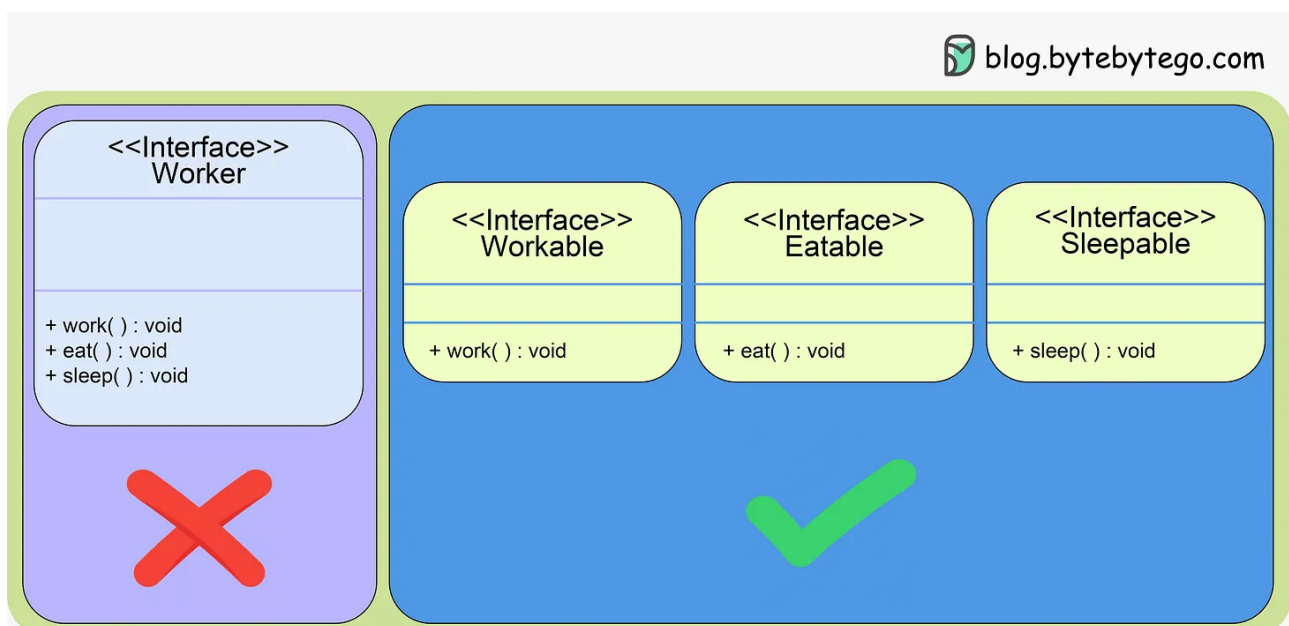 blog.bytebytego.com
<<Interface>>
Worker
+ work( ) : void
+ eat( ) : void
+ sleep( ) : void
<<Interface>>
Workable
+ work( ) : void
<<Interface>>
Eatable
+ eat( ) : void
<<Interface>>
Sleepable
+ sleep( ) : void